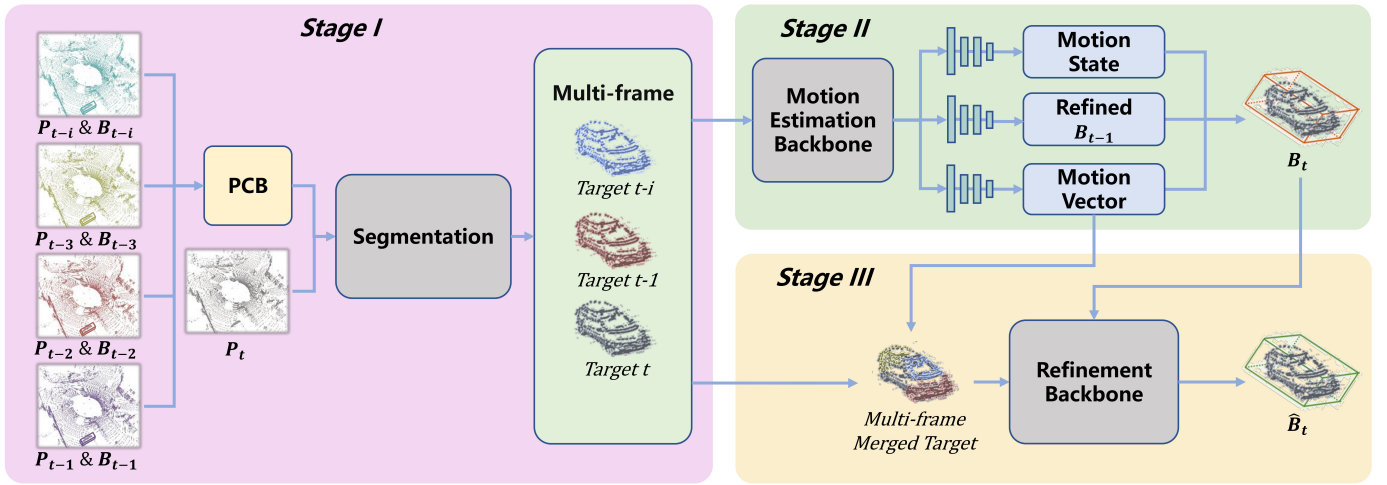 Stage I
P_{t-i} & B_{t-i}
P_{t-3} & B_{t-3}
P_{t-2} & B_{t-2}
P_{t-1} & B_{t-1}
PCB
P_t
Segmentation
Multi-frame
Target t-i
Target t-1
Target t
Stage II
Motion
Estimation
Backbone
Motion
State
Refined
B_{t-1}
Motion
Vector
B_t
Stage III
Multi-frame
Merged Target
Refinement
Backbone
B̂_t